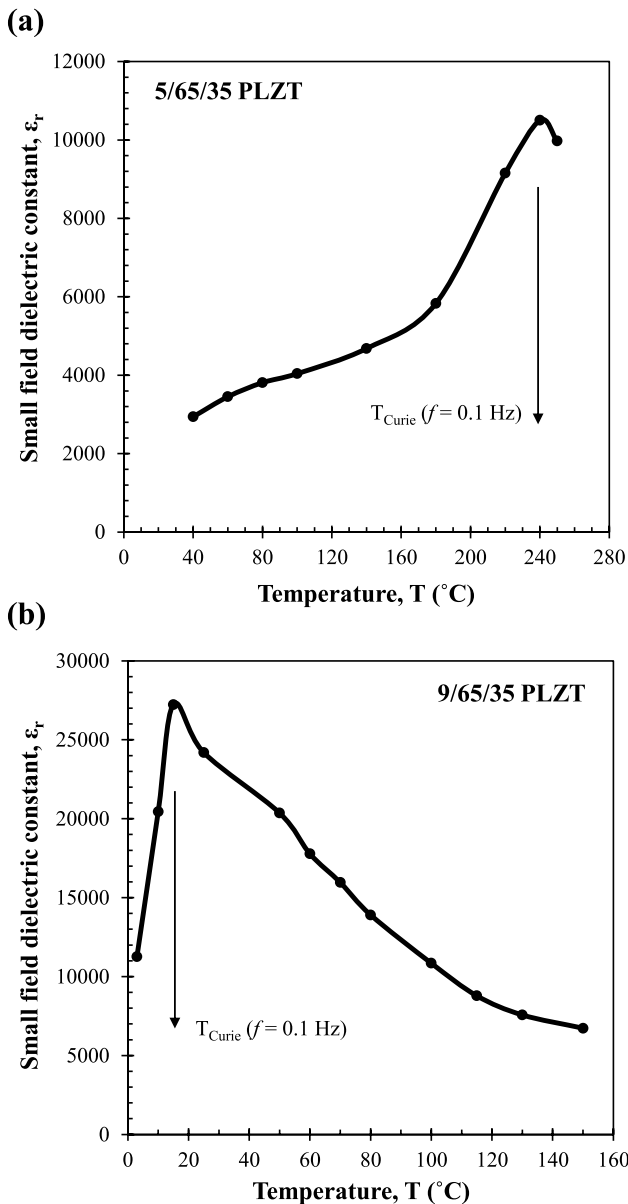 (a)
5/65/35 PLZT
Small field dielectric constant, εr
12000
10000
8000
6000
4000
2000
0
TCurie (f = 0.1 Hz)
0 40 80 120 160 200 240 280
Temperature, T (˚C)
(b)
9/65/35 PLZT
Small field dielectric constant, εr
30000
25000
20000
15000
10000
5000
0
TCurie (f = 0.1 Hz)
0 20 40 60 80 100 120 140 160
Temperature, T (˚C)